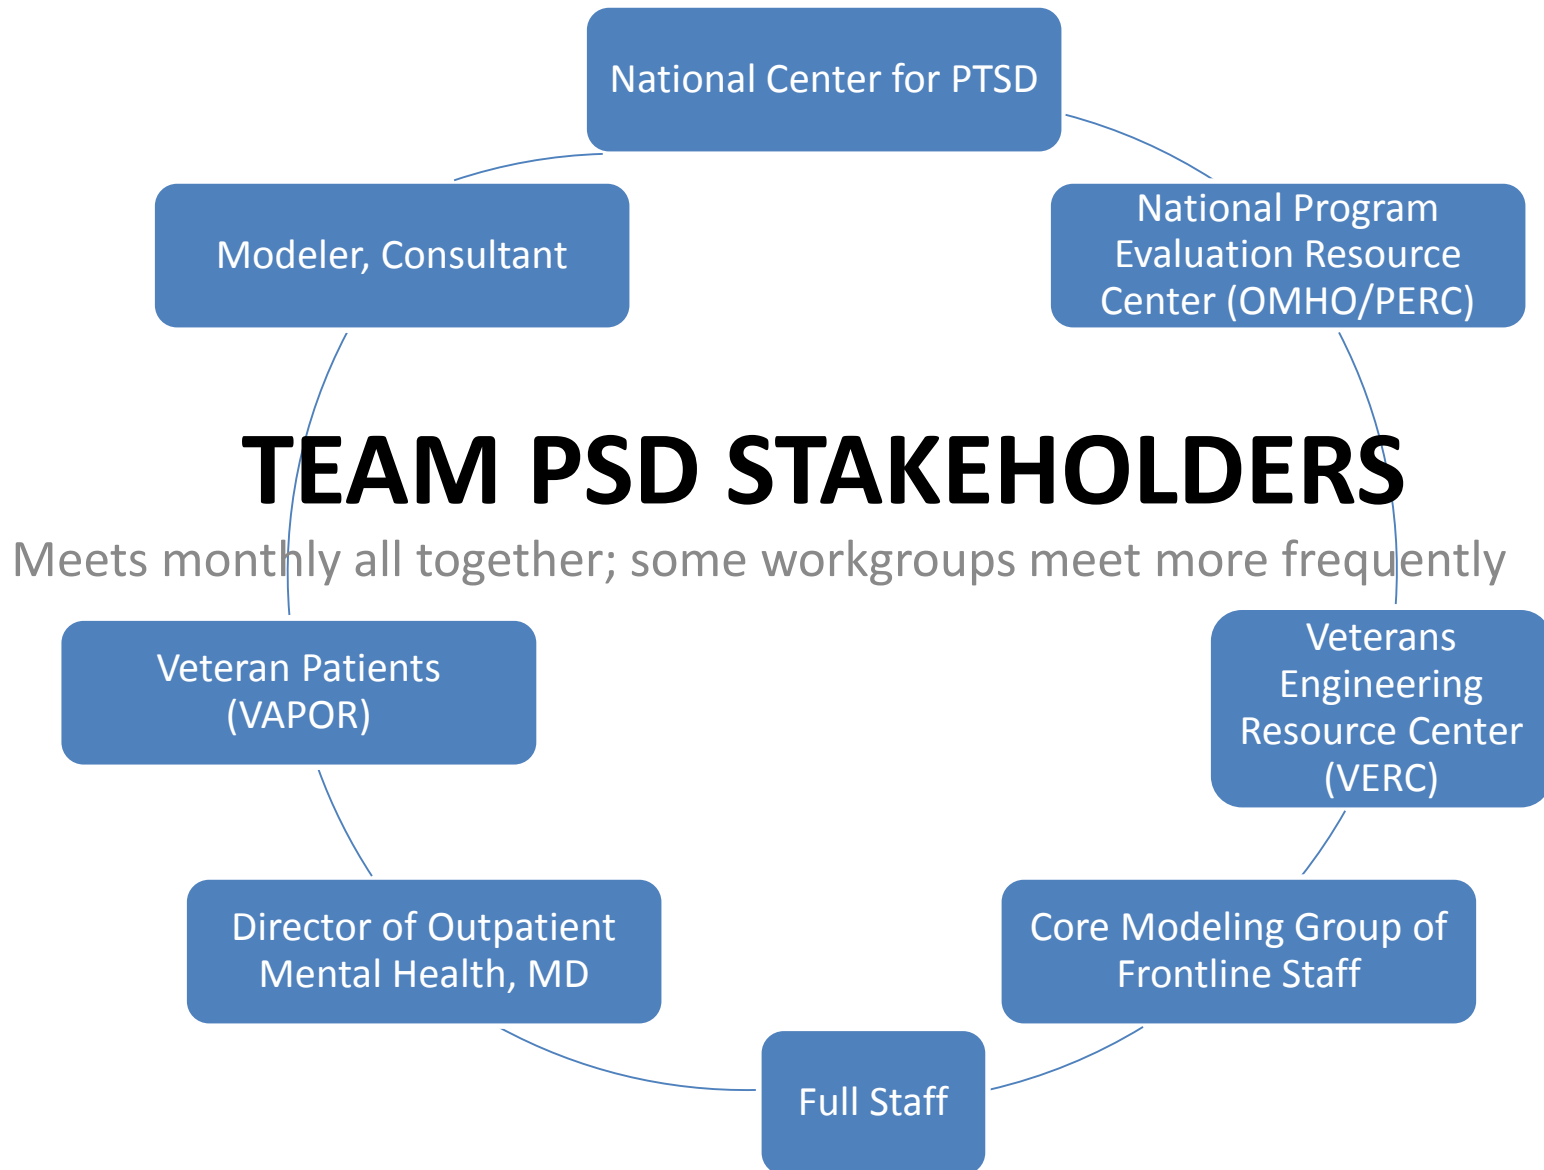 National Center for PTSD
Modeler, Consultant
National Program
Evaluation Resource
Center (OMHO/PERC)
TEAM PSD STAKEHOLDERS
Meets monthly all together; some workgroups meet more frequently
Veteran Patients
(VAPOR)
Veterans
Engineering
Resource Center
(VERC)
Director of Outpatient
Mental Health, MD
Core Modeling Group of
Frontline Staff
Full Staff